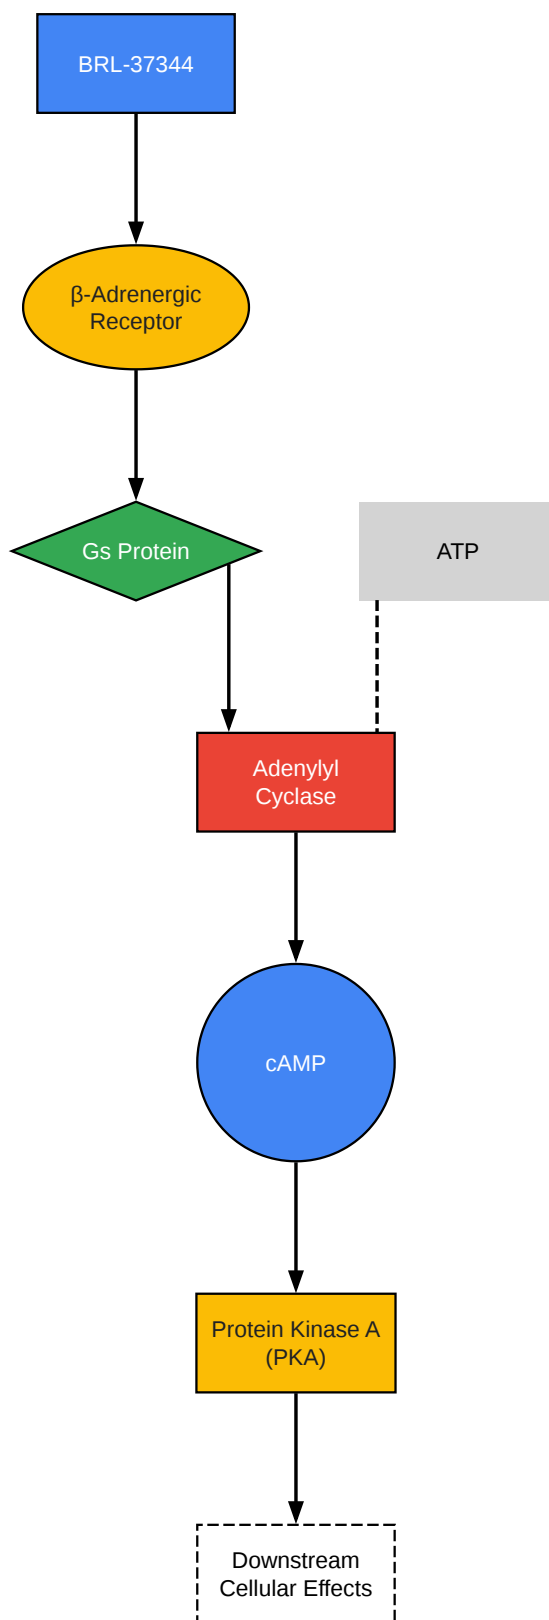 BRL-37344
β-Adrenergic
Receptor
Gs Protein
ATP
Adenylyl
Cyclase
cAMP
Protein Kinase A
(PKA)
Downstream
Cellular Effects